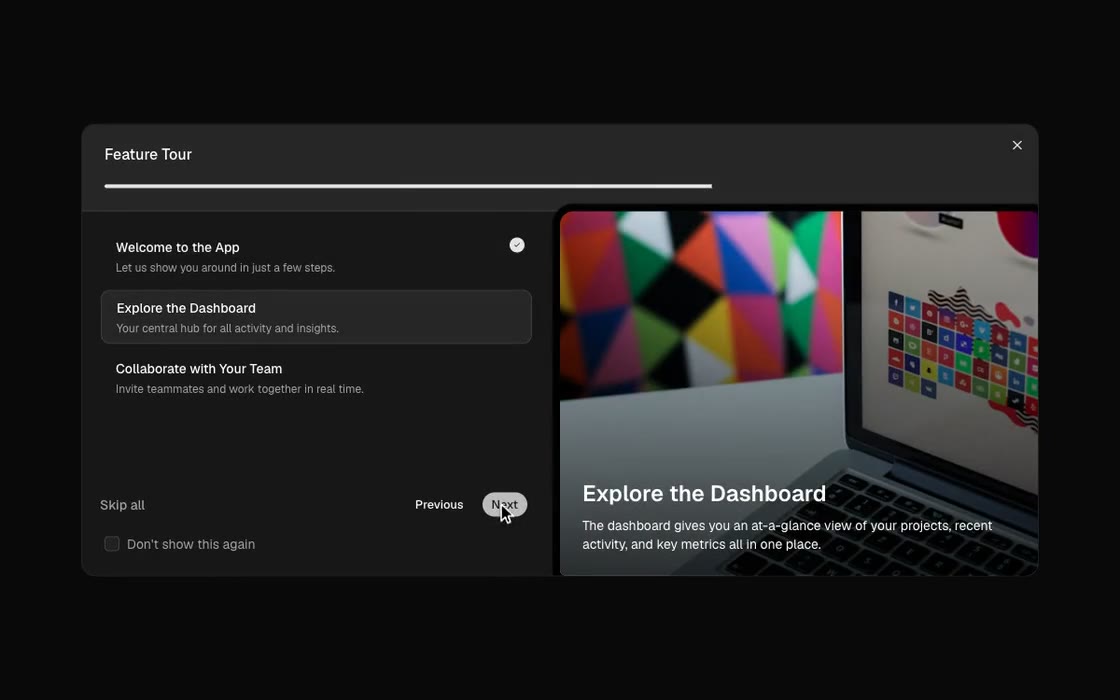 Feature Tour
Welcome to the App
Let us show you around in just a few steps.
Explore the Dashboard
Your central hub for all activity and insights.
Collaborate with Your Team
Invite teammates and work together in real time.
Skip all
Previous
Next
Don't show this again
Explore the Dashboard
The dashboard gives you an at-a-glance view of your projects, recent
activity, and key metrics all in one place.